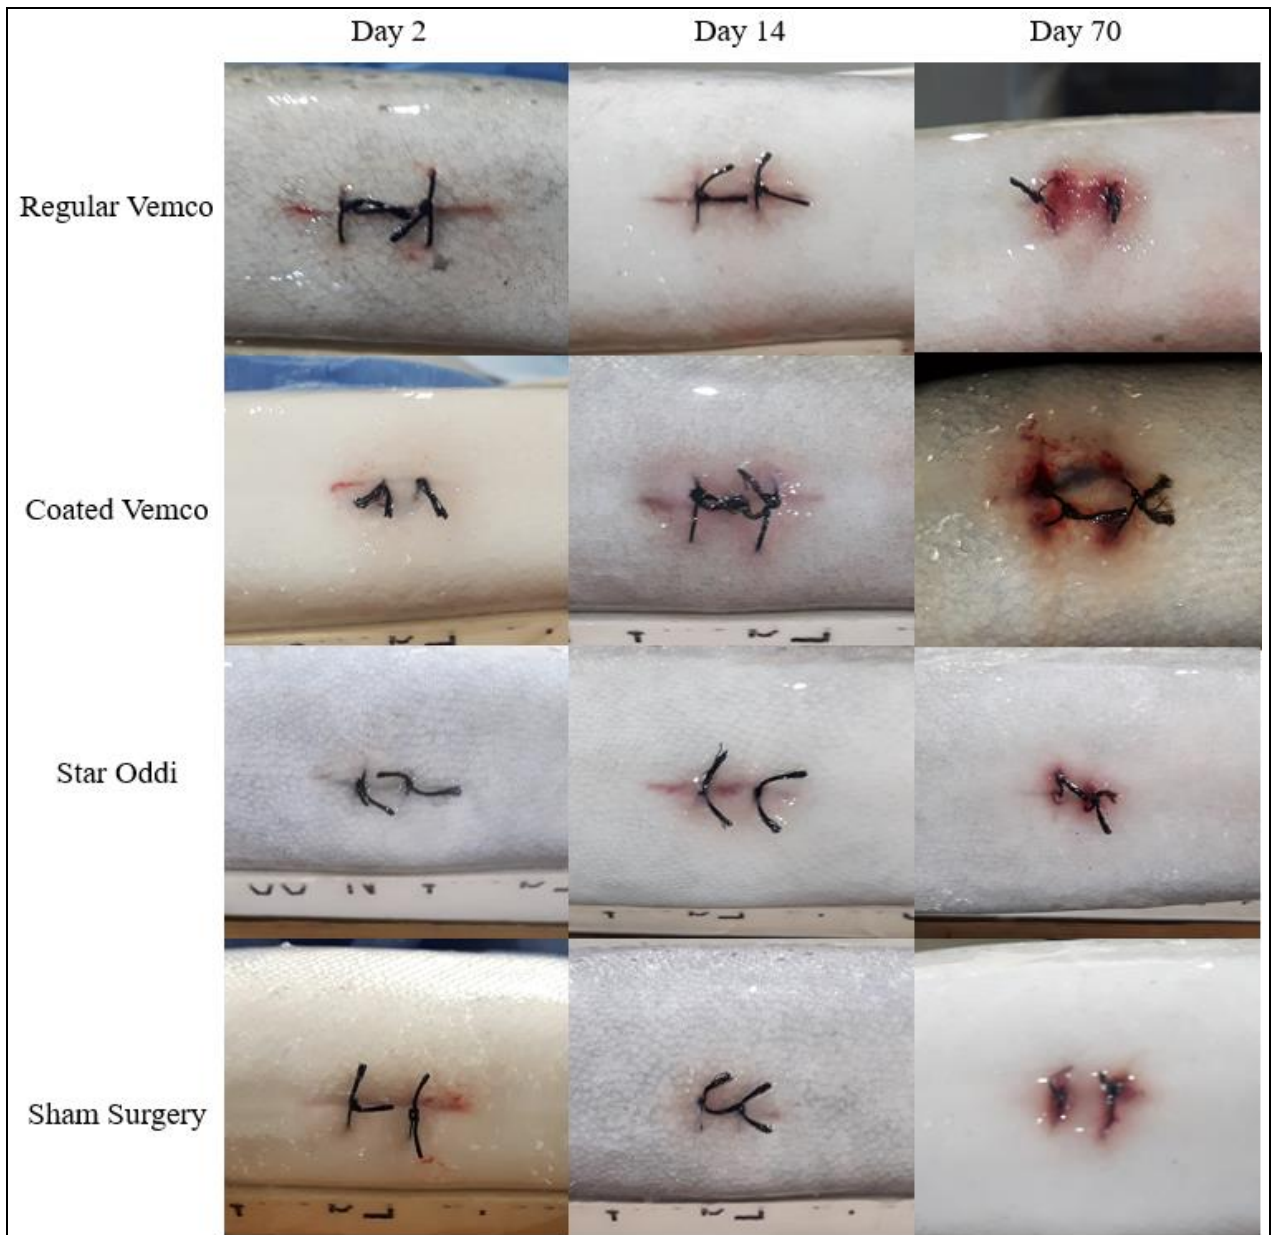 Day 2 Day 14 Day 70
Regular Vemco
Coated Vemco
Star Oddi
Sham Surgery